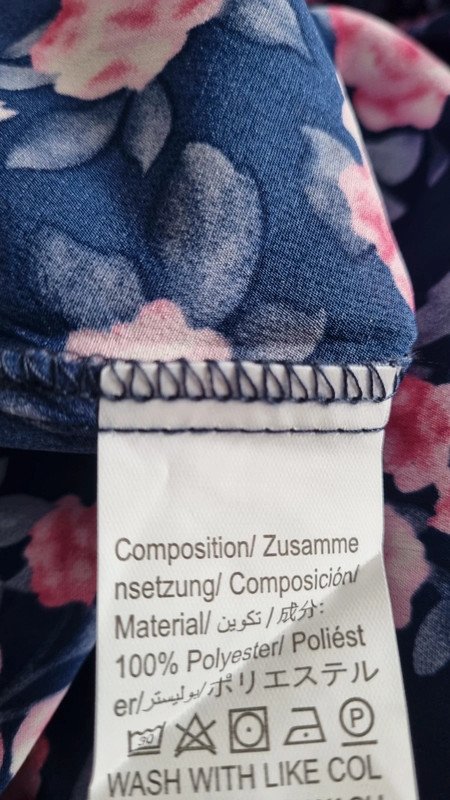 Composition/ Zusamme
nsetzung/ Composición/
Material/ تكوين / 成分:
100% Polyester/ Poliést
er/بوليستر/ポリエステル
30 P
WASH WITH LIKE COL